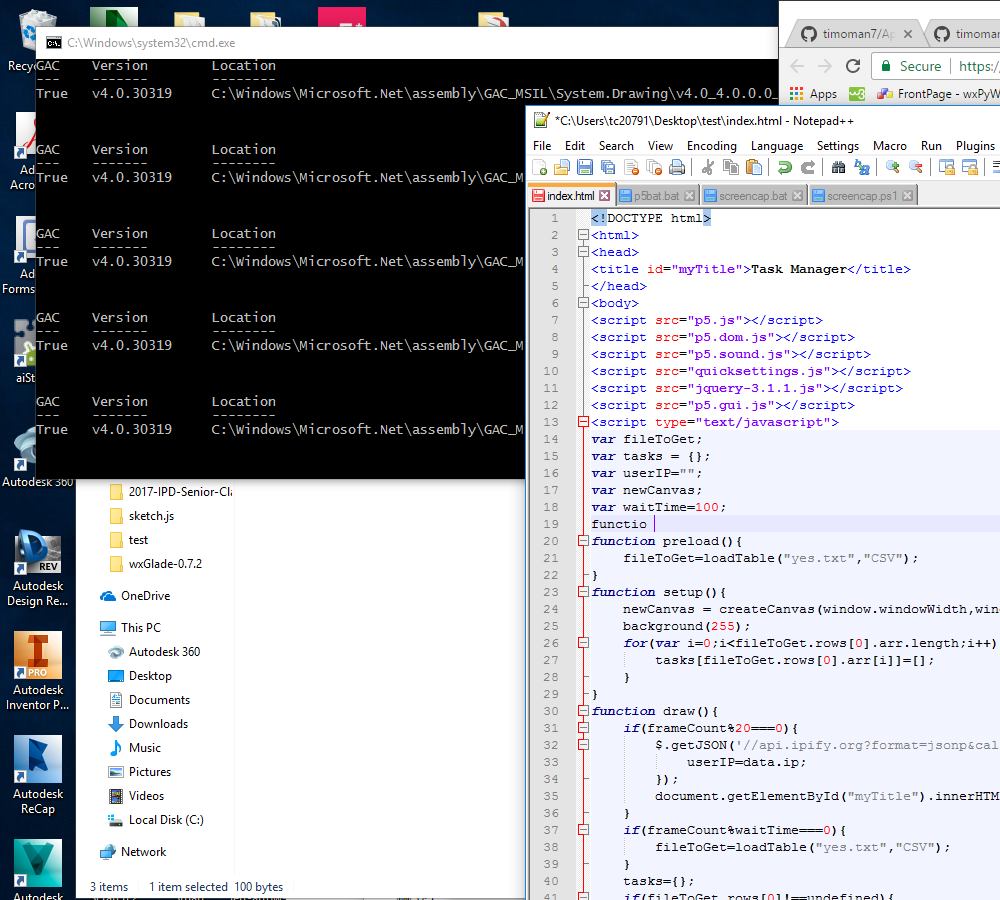 Recy
Ad
Acro
Ad
Forms
aiSt
Autodesk 360
REV
Autodesk
Design Re...
PRO
Autodesk
Inventor P...
Autodesk
ReCap
Autodesk
C:\Windows\system32\cmd.exe
GAC Version Location
--- ------- --------
True v4.0.30319 C:\Windows\Microsoft.Net\assembly\GAC_MSIL\System.Drawing\v4.0_4.0.0.0_
GAC Version Location
--- ------- --------
True v4.0.30319 C:\Windows\Microsoft.Net\assembly\GAC_M
GAC Version Location
--- ------- --------
True v4.0.30319 C:\Windows\Microsoft.Net\assembly\GAC_M
GAC Version Location
--- ------- --------
True v4.0.30319 C:\Windows\Microsoft.Net\assembly\GAC_M
GAC Version Location
--- ------- --------
True v4.0.30319 C:\Windows\Microsoft.Net\assembly\GAC_M
2017-IPD-Senior-Cla
sketch.js
test
wxGlade-0.7.2
OneDrive
This PC
Autodesk 360
Desktop
Documents
Downloads
Music
Pictures
Videos
Local Disk (C:)
Network
3 items 1 item selected 100 bytes
timoman7/Ap timoman
Secure https:/
Apps FrontPage - wxPyW
*C:\Users\tc20791\Desktop\test\index.html - Notepad++
File Edit Search View Encoding Language Settings Macro Run Plugins
index.html p5bat.bat screencap.bat screencap.ps1
1 <!DOCTYPE html>
2 <html>
3 <head>
4 <title id="myTitle">Task Manager</title>
5 </head>
6 <body>
7 <script src="p5.js"></script>
8 <script src="p5.dom.js"></script>
9 <script src="p5.sound.js"></script>
10 <script src="quicksettings.js"></script>
11 <script src="jquery-3.1.1.js"></script>
12 <script src="p5.gui.js"></script>
13 <script type="text/javascript">
14 var fileToGet;
15 var tasks = {};
16 var userIP="";
17 var newCanvas;
18 var waitTime=100;
19 functio
20 function preload(){
21 fileToGet=loadTable("yes.txt","CSV");
22 }
23 function setup(){
24 newCanvas = createCanvas(window.windowWidth,win
25 background(255);
26 for(var i=0;i<fileToGet.rows[0].arr.length;i++)
27 tasks[fileToGet.rows[0].arr[i]]=[];
28 }
29 }
30 function draw(){
31 if(frameCount%20===0){
32 $.getJSON('//api.ipify.org?format=jsonp&cal
33 userIP=data.ip;
34 });
35 document.getElementById("myTitle").innerHTM
36 }
37 if(frameCount%waitTime===0){
38 fileToGet=loadTable("yes.txt","CSV");
39 }
40 tasks={};
41 if(fileToGet.rows[0]!==undefined){